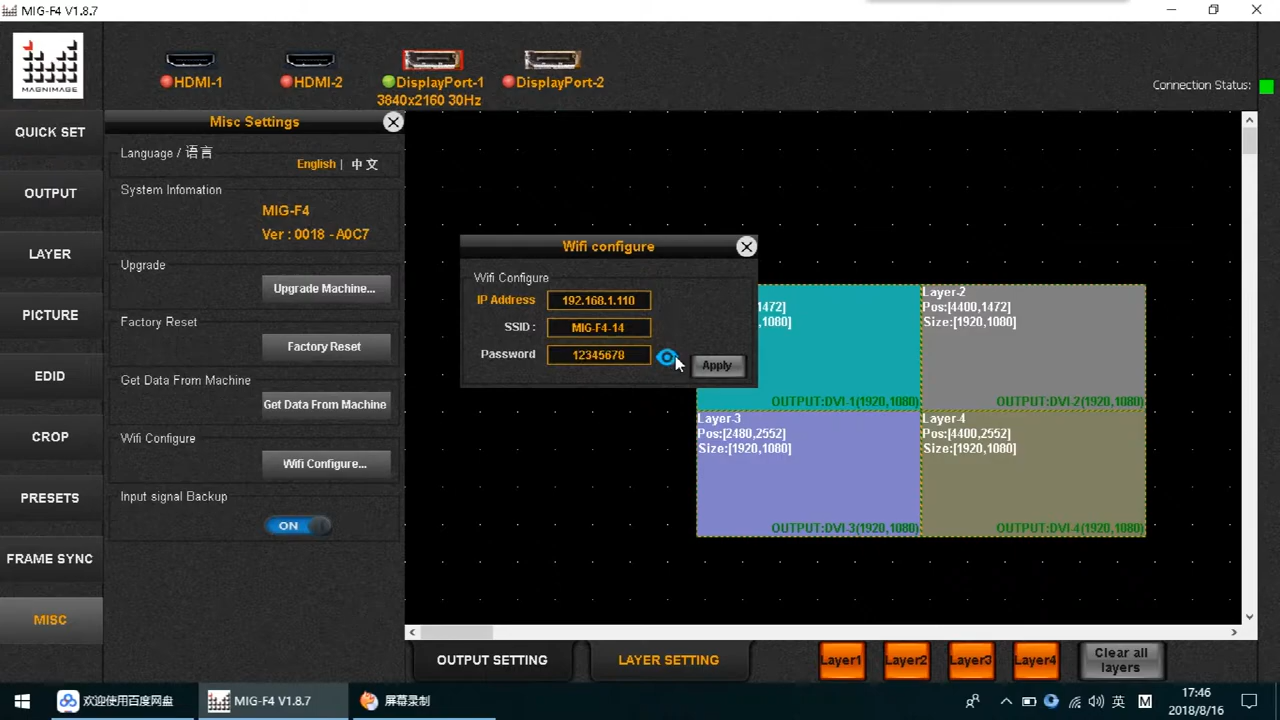 MIG-F4 V1.8.7
MAGNIMAGE
HDMI-1
HDMI-2
DisplayPort-1
3840x2160 30Hz
DisplayPort-2
Connection Status:
QUICK SET
OUTPUT
LAYER
PICTURE
EDID
CROP
PRESETS
FRAME SYNC
MISC
Misc Settings
Language / 语言
English | 中文
System Infomation
MIG-F4
Ver : 0018 - A0C7
Upgrade
Upgrade Machine...
Factory Reset
Factory Reset
Get Data From Machine
Get Data From Machine
Wifi Configure
Wifi Configure...
Input signal Backup
ON
Wifi configure
Wifi Configure
IP Address 192.168.1.110
SSID : MIG-F4-14
Password 12345678
Apply
,1472]
,1080]
OUTPUT:DVI-1(1920,1080)
Layer-2
Pos:[4400,1472]
Size:[1920,1080]
OUTPUT:DVI-2(1920,1080)
Layer-3
Pos:[2480,2552]
Size:[1920,1080]
OUTPUT:DVI-3(1920,1080)
Layer-4
Pos:[4400,2552]
Size:[1920,1080]
OUTPUT:DVI-4(1920,1080)
OUTPUT SETTING
LAYER SETTING
Layer1
Layer2
Layer3
Layer4
Clear all
layers
欢迎使用百度网盘
MIG-F4 V1.8.7
屏幕录制
英
M
17:46
2018/8/16